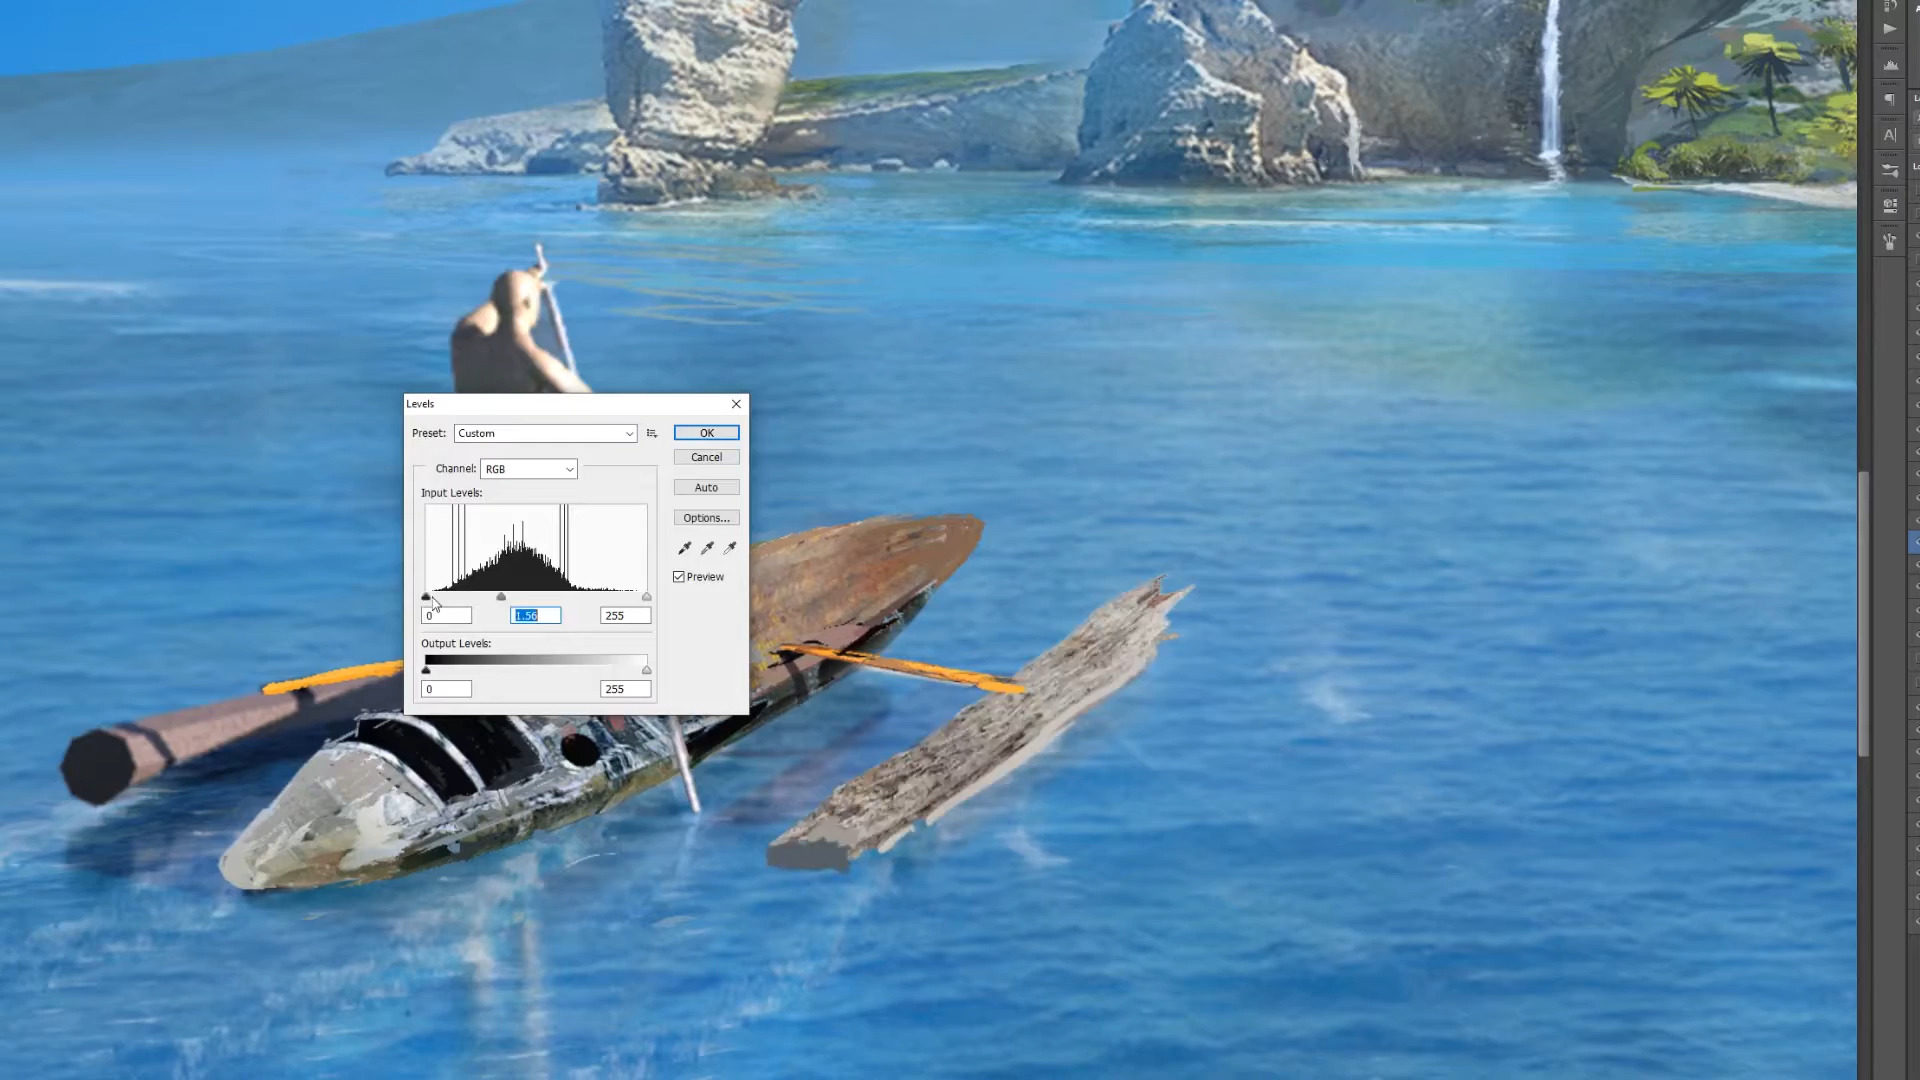 Levels
Preset: Custom
OK
Cancel
Channel: RGB
Auto
Input Levels:
Options...
Preview
0 1.56 255
Output Levels:
0 255